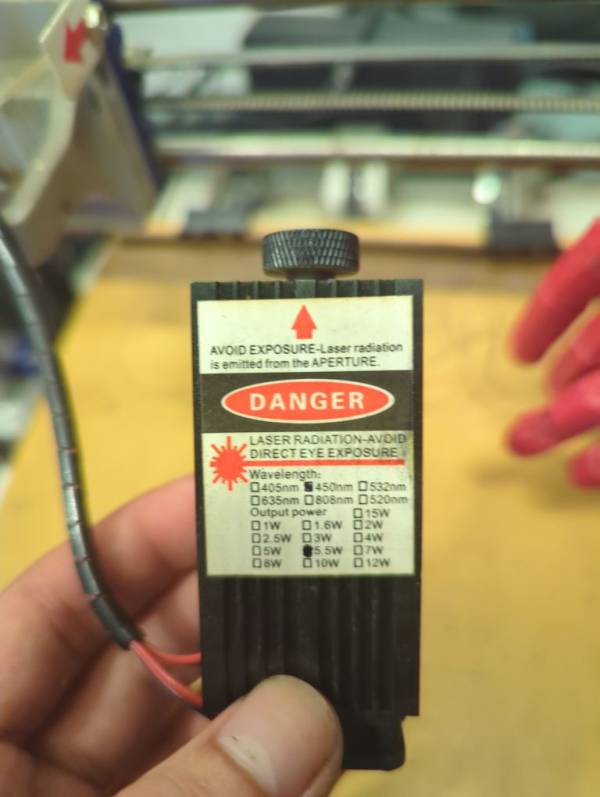 AVOID EXPOSURE-Laser radiation
is emitted from the APERTURE.
DANGER
LASER RADIATION-AVOID
DIRECT EYE EXPOSURE
Wavelength:
□405nm ■450nm □532nm
□635nm □808nm □520nm
Output power □15W
□1W □1.6W □2W
□2.5W □3W □4W
□5W ■5.5W □7W
□8W □10W □12W